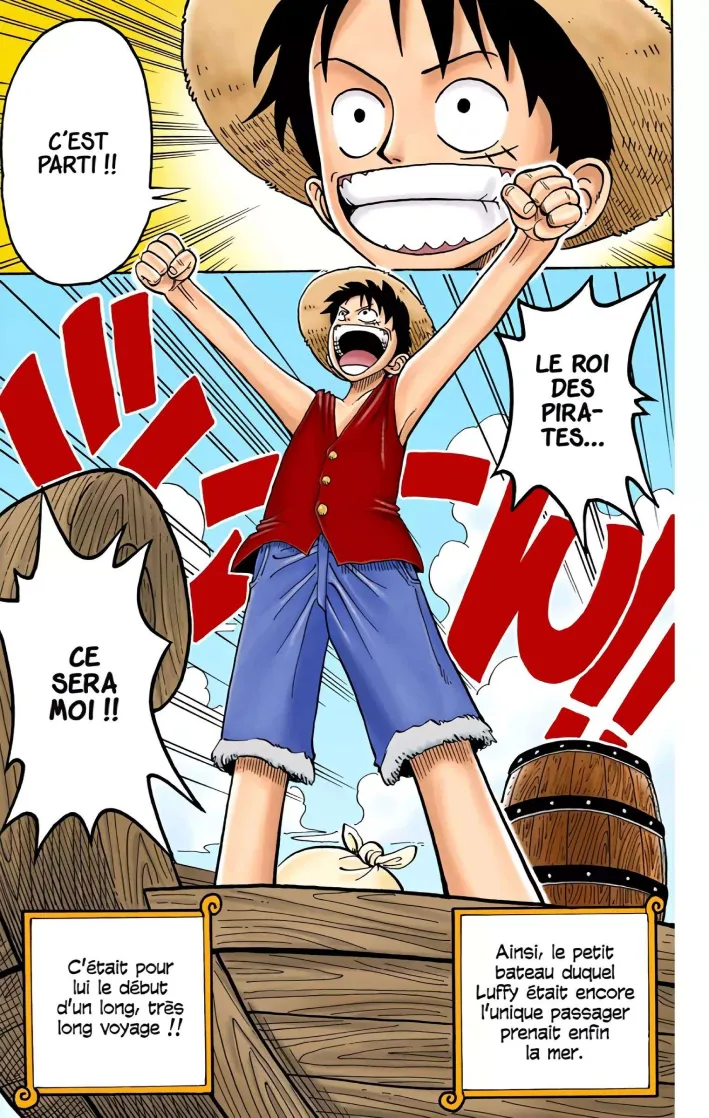 C'EST
PARTI !!
LE ROI
DES
PIRA-
TES...
CE
SERA
MOI !!
Ainsi, le petit
bateau duquel
Luffy était encore
l'unique passager
prenait enfin
la mer.
C'était pour
lui le début
d'un long, très
long voyage !!